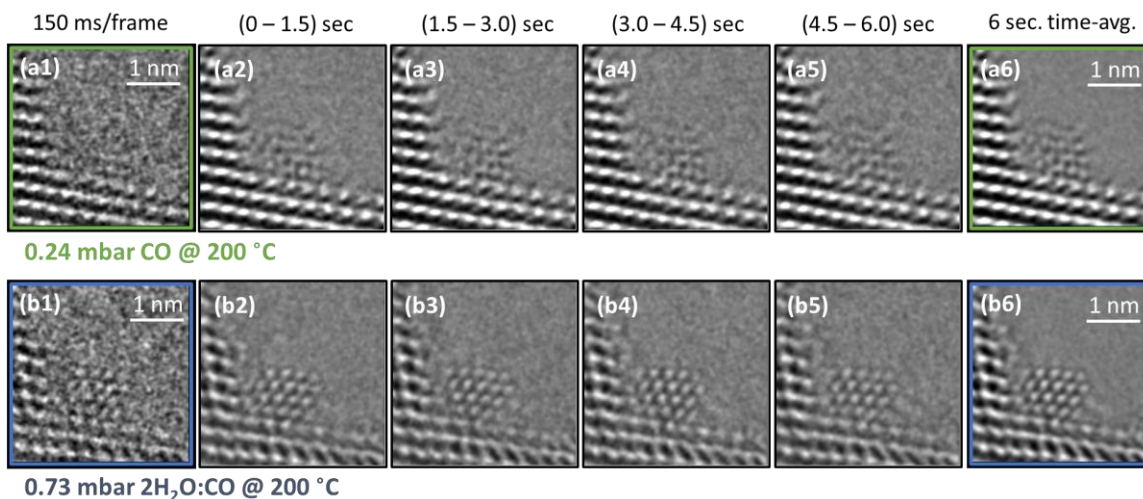 150 ms/frame (0 – 1.5) sec (1.5 – 3.0) sec (3.0 – 4.5) sec (4.5 – 6.0) sec 6 sec. time-avg.
(a1) (a2) (a3) (a4) (a5) (a6)
1 nm 1 nm
0.24 mbar CO @ 200 ˚C
(b1) (b2) (b3) (b4) (b5) (b6)
1 nm 1 nm
0.73 mbar 2H₂O:CO @ 200 ˚C